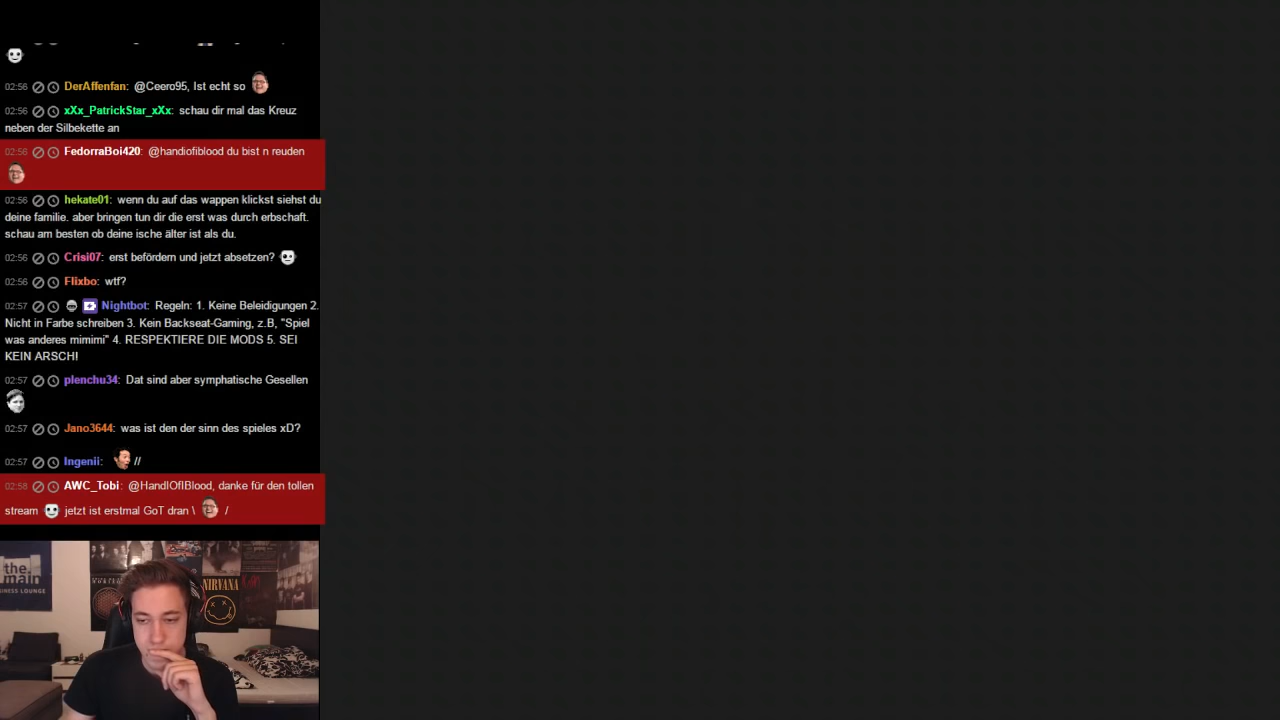 02:56 DerAffenfan: @Ceero95, Ist echt so
02:56 xXx_PatrickStar_xXx: schau dir mal das Kreuz
neben der Silbekette an
02:56 FedorraBoi420: @handiofiblood du bist n reuden
02:56 hekate01: wenn du auf das wappen klickst siehst du
deine familie. aber bringen tun dir die erst was durch erbschaft.
schau am besten ob deine ische älter ist als du.
02:56 Crisi07: erst befördern und jetzt absetzen?
02:56 Flixbo: wtf?
02:57 Nightbot: Regeln: 1. Keine Beleidigungen 2.
Nicht in Farbe schreiben 3. Kein Backseat-Gaming, z.B, "Spiel
was anderes mimimi" 4. RESPEKTIERE DIE MODS 5. SEI
KEIN ARSCH!
02:57 plenchu34: Dat sind aber symphatische Gesellen
02:57 Jano3644: was ist den der sinn des spieles xD?
02:57 Ingenii: //
02:58 AWC_Tobi: @HandIOfIBlood, danke für den tollen
stream jetzt ist erstmal GoT dran \ /
the.
main
NESS LOUNGE
NIRVANA